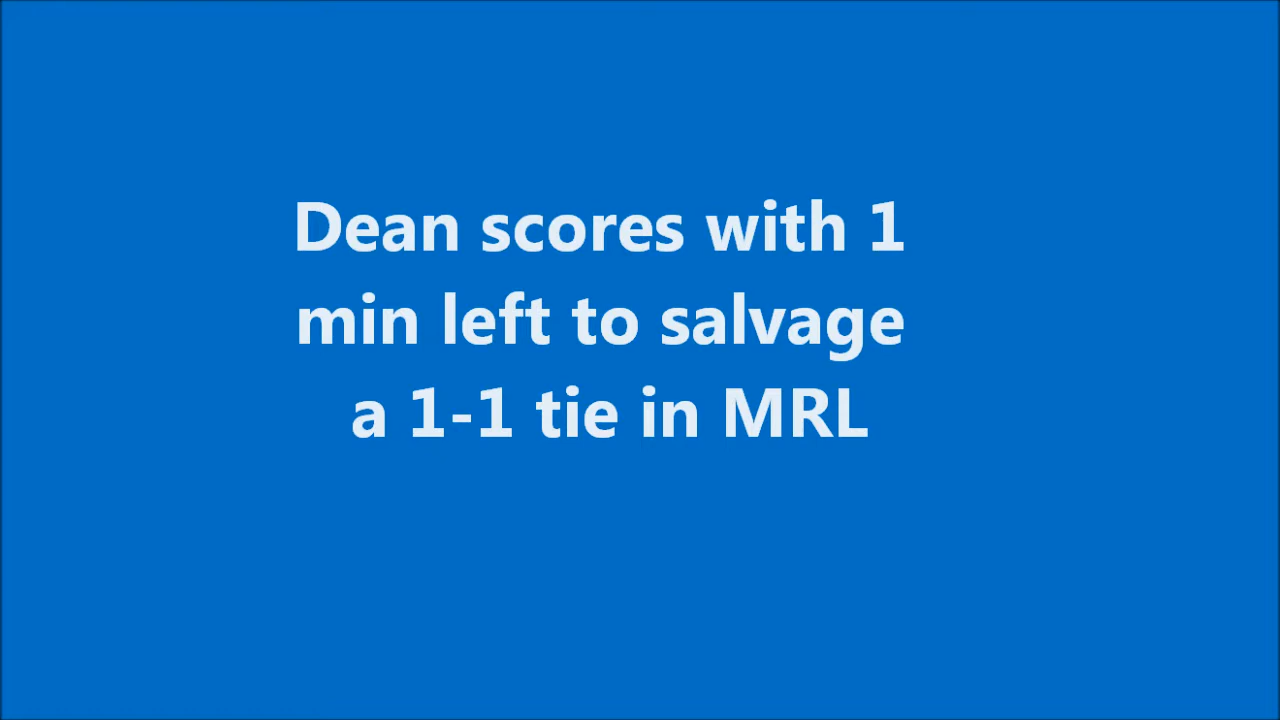 Dean scores with 1
min left to salvage
a 1-1 tie in MRL